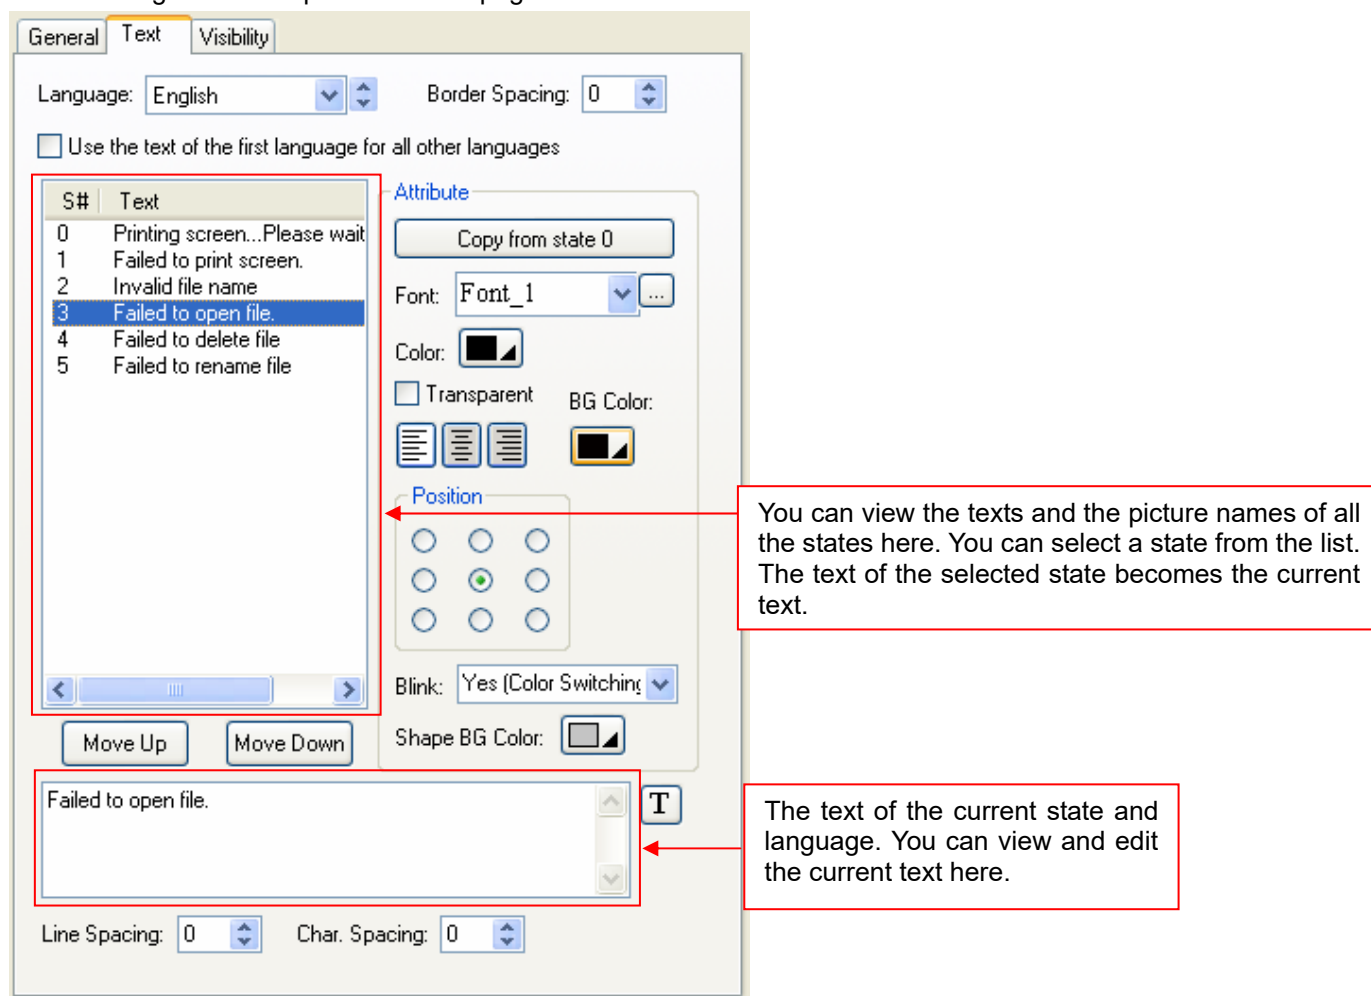 General Text Visibility
Language: English Border Spacing: 0
Use the text of the first language for all other languages
S# Text
0 Printing screen...Please wait
1 Failed to print screen.
2 Invalid file name
3 Failed to open file.
4 Failed to delete file
5 Failed to rename file
Move Up Move Down
Attribute
Copy from state 0
Font: Font_1 ...
Color:
Transparent BG Color:
Position
Blink: Yes (Color Switching
Shape BG Color:
You can view the texts and the picture names of all
the states here. You can select a state from the list.
The text of the selected state becomes the current
text.
Failed to open file.
T
The text of the current state and
language. You can view and edit
the current text here.
Line Spacing: 0 Char. Spacing: 0